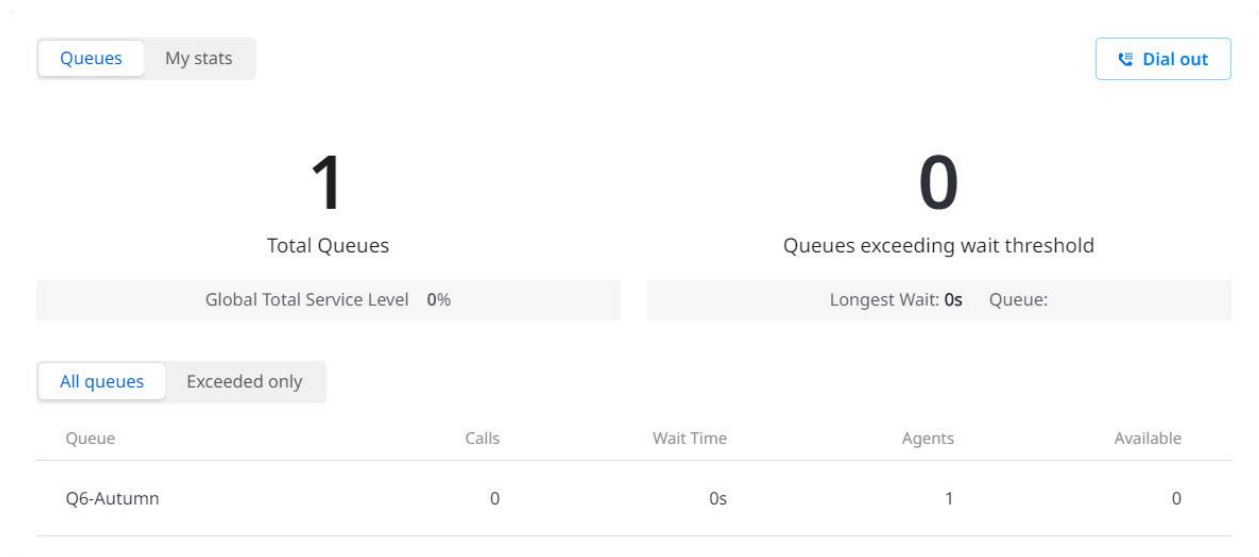 Queues My stats Dial out
1 0
Total Queues Queues exceeding wait threshold
Global Total Service Level 0% Longest Wait: 0s Queue:
All queues Exceeded only
Queue Calls Wait Time Agents Available
Q6-Autumn 0 0s 1 0